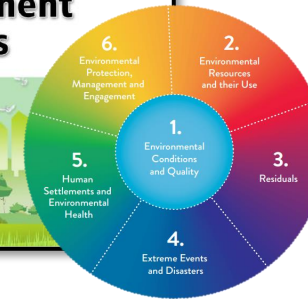 ment
s
6.
Environmental
Protection,
Management and
Engagement
2.
Environmental
Resources
and their Use
1.
Environmental
Conditions
and Quality
5.
Human
Settlements and
Environmental
Health
3.
Residuals
4.
Extreme Events
and Disasters